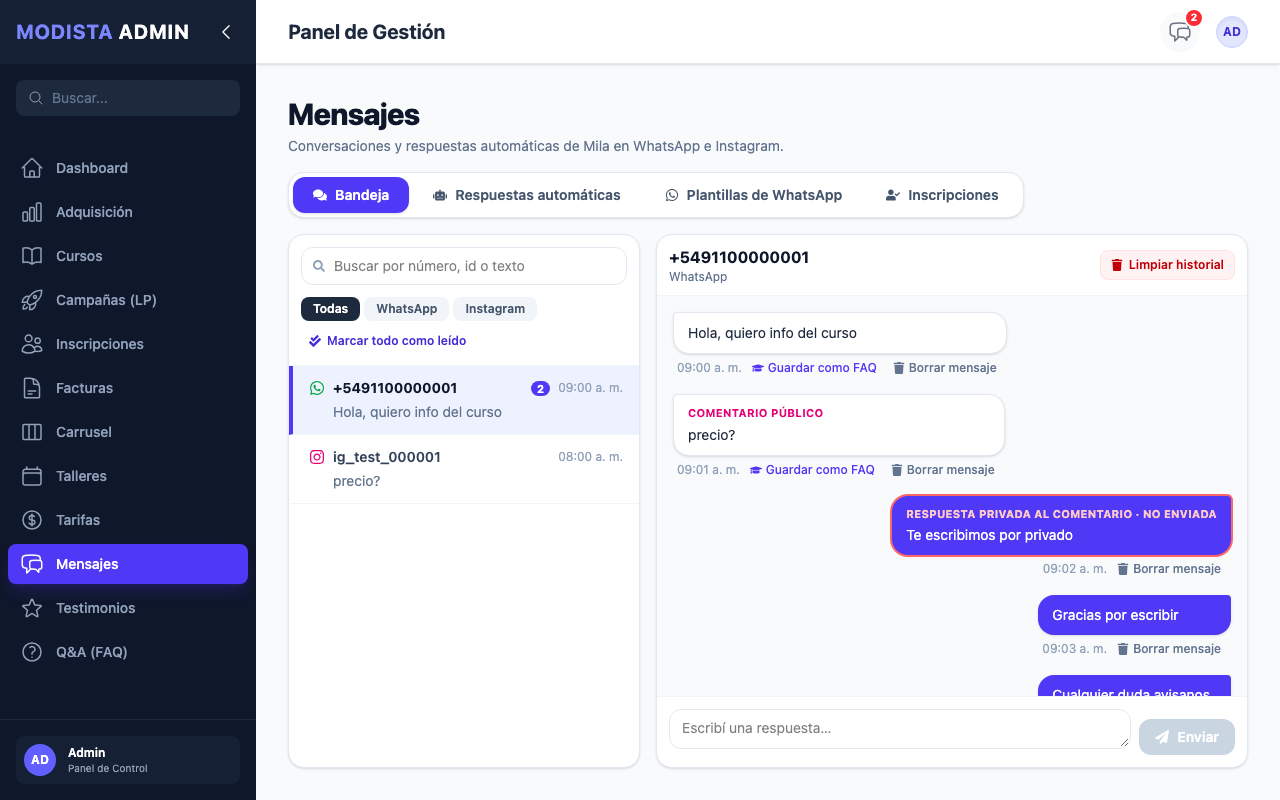 MODISTA ADMIN
Buscar...
Dashboard
Adquisición
Cursos
Campañas (LP)
Inscripciones
Facturas
Carrusel
Talleres
Tarifas
Mensajes
Testimonios
Q&A (FAQ)
AD
Admin
Panel de Control
Panel de Gestión
2
AD
Mensajes
Conversaciones y respuestas automáticas de Mila en WhatsApp e Instagram.
Bandeja
Respuestas automáticas
Plantillas de WhatsApp
Inscripciones
Buscar por número, id o texto
Todas
WhatsApp
Instagram
Marcar todo como leído
+5491100000001
2
09:00 a. m.
Hola, quiero info del curso
ig_test_000001
08:00 a. m.
precio?
+5491100000001
WhatsApp
Limpiar historial
Hola, quiero info del curso
09:00 a. m. Guardar como FAQ Borrar mensaje
COMENTARIO PÚBLICO
precio?
09:01 a. m. Guardar como FAQ Borrar mensaje
RESPUESTA PRIVADA AL COMENTARIO · NO ENVIADA
Te escribimos por privado
09:02 a. m. Borrar mensaje
Gracias por escribir
09:03 a. m. Borrar mensaje
Cualquier duda avisanos
Escribí una respuesta...
Enviar